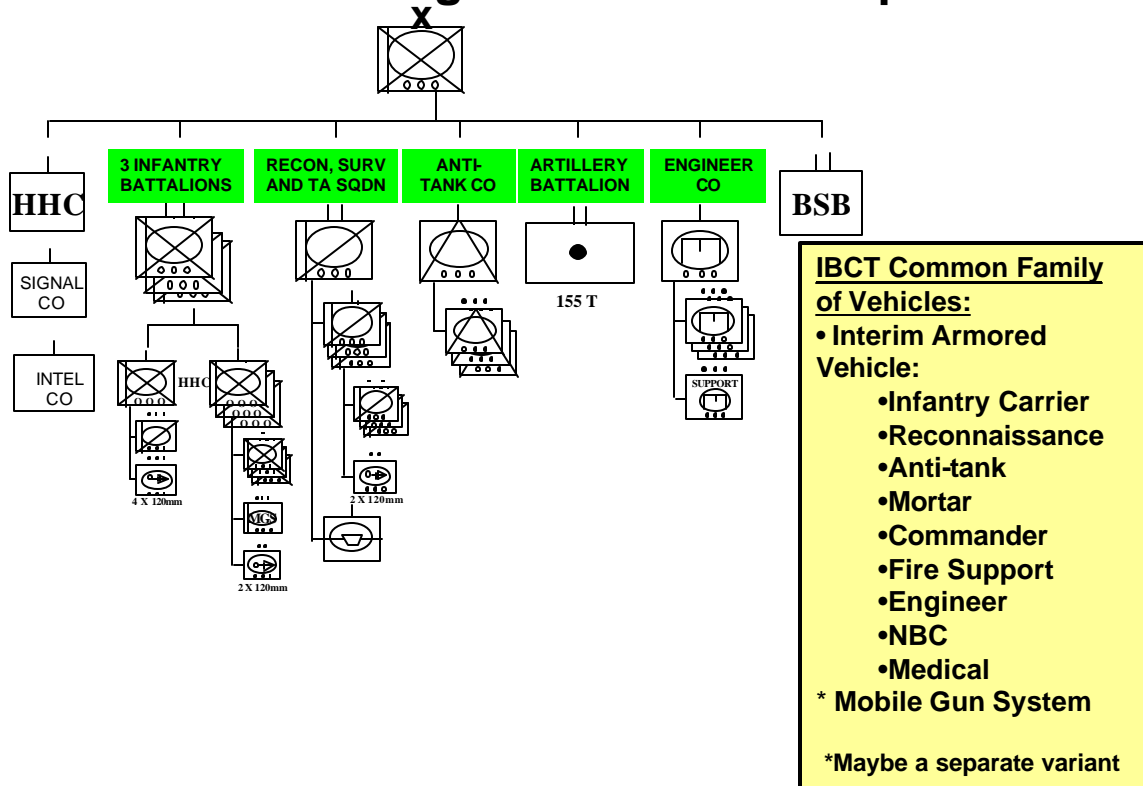 X
3 INFANTRY
BATTALIONS
RECON, SURV
AND TA SQDN
ANTI-
TANK CO
ARTILLERY
BATTALION
ENGINEER
CO
HHC
BSB
SIGNAL
CO
155 T
INTEL
CO
HHC
SUPPORT
4 X 120mm
MGS
2 X 120mm
2 X 120mm
IBCT Common Family
of Vehicles:
• Interim Armored
Vehicle:
•Infantry Carrier
•Reconnaissance
•Anti-tank
•Mortar
•Commander
•Fire Support
•Engineer
•NBC
•Medical
* Mobile Gun System
*Maybe a separate variant